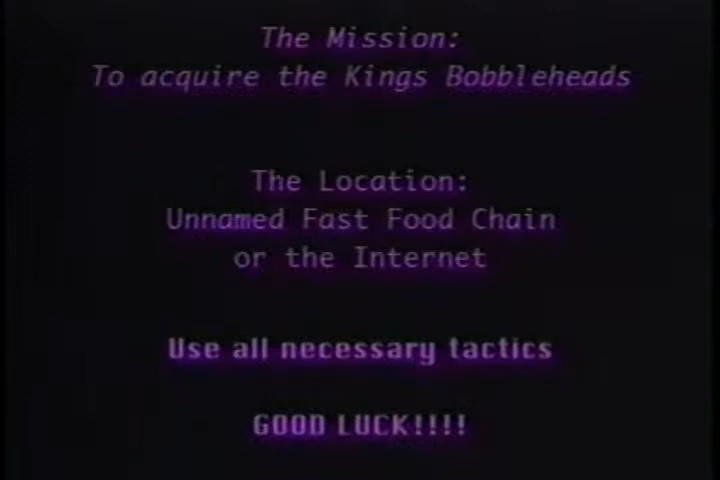 The Mission:
To acquire the Kings Bobbleheads
The Location:
Unnamed Fast Food Chain
or the Internet
Use all necessary tactics
GOOD LUCK!!!!